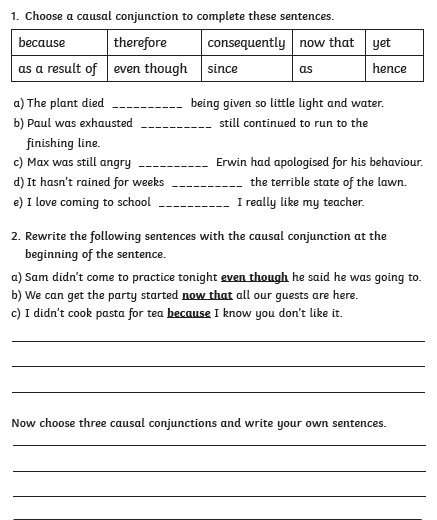 1. Choose a causal conjunction to complete these sentences.
because therefore consequently now that yet
as a result of even though since as hence
a) The plant died __________ being given so little light and water.
b) Paul was exhausted __________ still continued to run to the
finishing line.
c) Max was still angry __________ Erwin had apologised for his behaviour.
d) It hasn't rained for weeks __________ the terrible state of the lawn.
e) I love coming to school __________ I really like my teacher.
2. Rewrite the following sentences with the causal conjunction at the
beginning of the sentence.
a) Sam didn't come to practice tonight even though he said he was going to.
b) We can get the party started now that all our guests are here.
c) I didn't cook pasta for tea because I know you don't like it.
Now choose three causal conjunctions and write your own sentences.